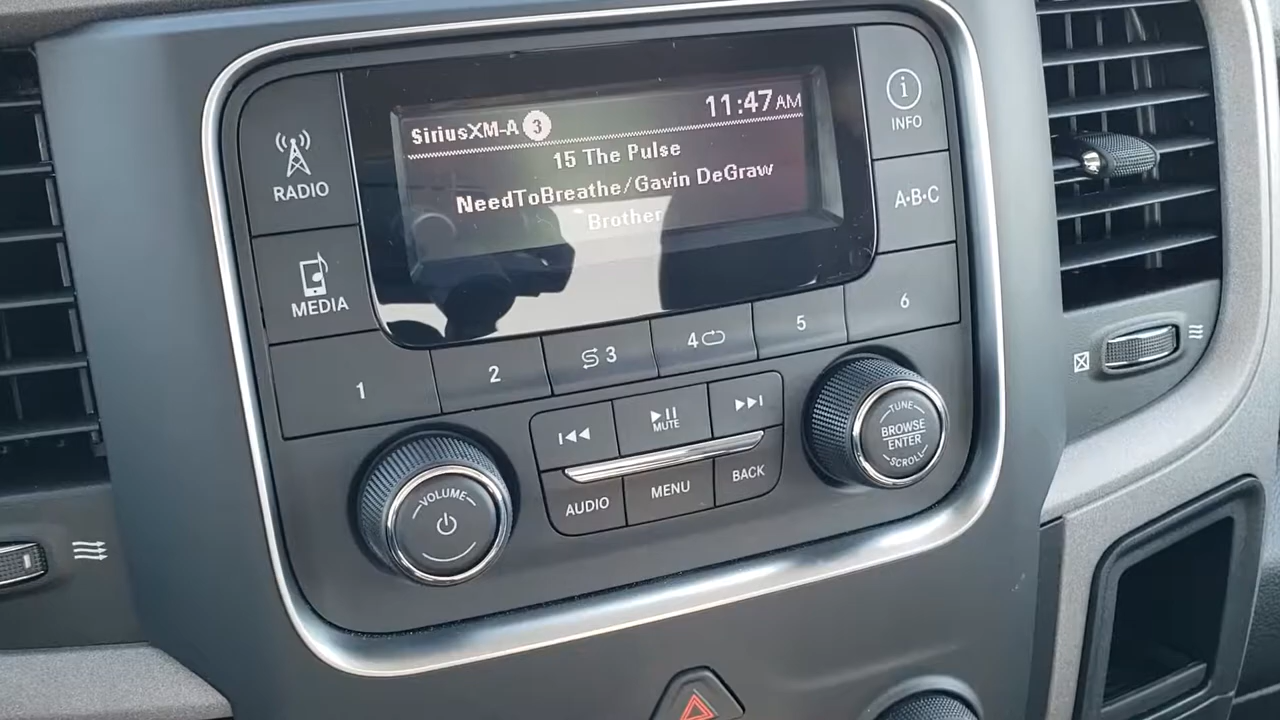 SiriusXM-A 3 11:47 AM
15 The Pulse
NeedToBreathe/Gavin DeGraw
Brother
RADIO
MEDIA
i
INFO
A•B•C
1
2
3
4
5
6
MUTE
AUDIO
MENU
BACK
VOLUME
TUNE
BROWSE
ENTER
SCROLL